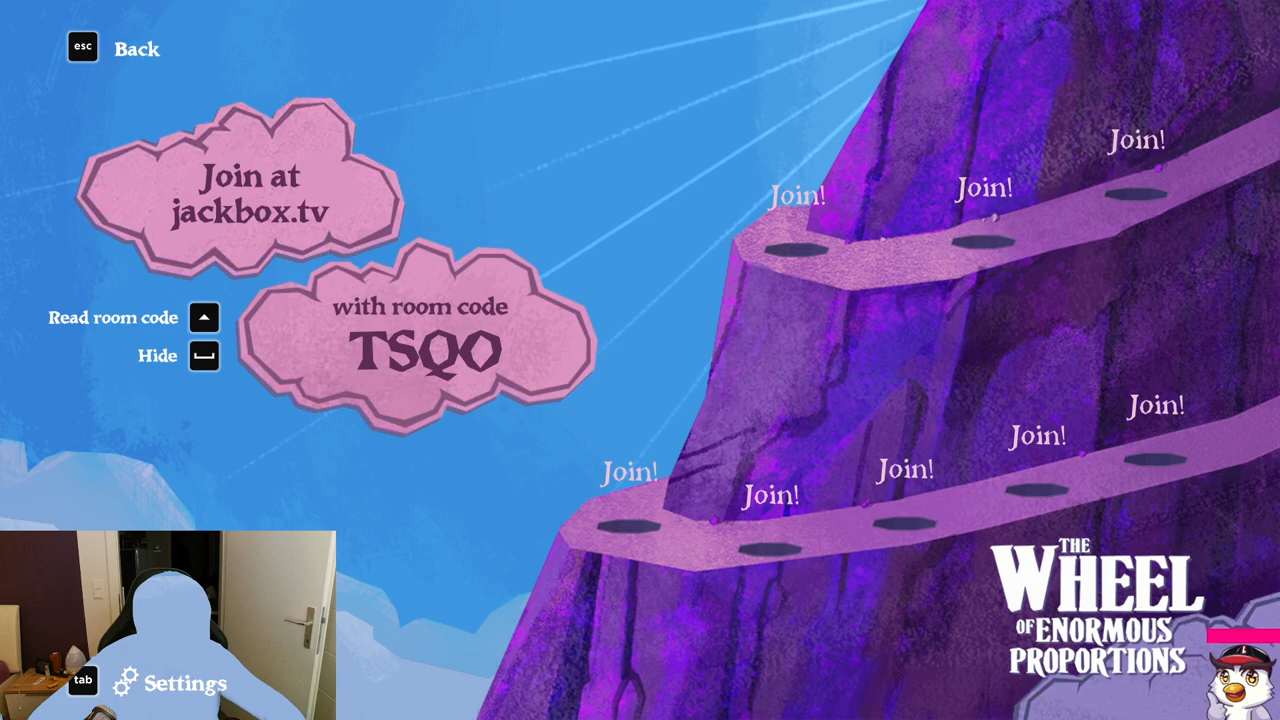 esc Back
Join at
jackbox.tv
with room code
TSQO
Read room code
Hide
Join!
Join!
Join!
Join!
Join!
Join!
Join!
Join!
THE
WHEEL
OF ENORMOUS
PROPORTIONS
tab Settings